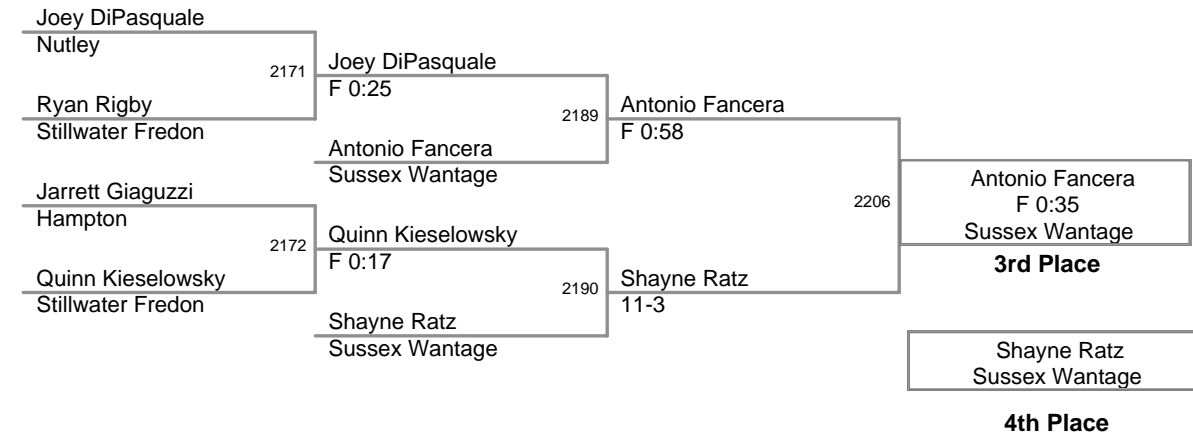 Joey DiPasquale
Nutley
2171
Ryan Rigby
Stillwater Fredon
Jarrett Giaguzzi
Hampton
2172
Quinn Kieselowsky
Stillwater Fredon
Joey DiPasquale
F 0:25
2189
Antonio Fancera
Sussex Wantage
Quinn Kieselowsky
F 0:17
2190
Shayne Ratz
Sussex Wantage
Antonio Fancera
F 0:58
2206
Shayne Ratz
11-3
Antonio Fancera
F 0:35
Sussex Wantage
3rd Place
Shayne Ratz
Sussex Wantage
4th Place